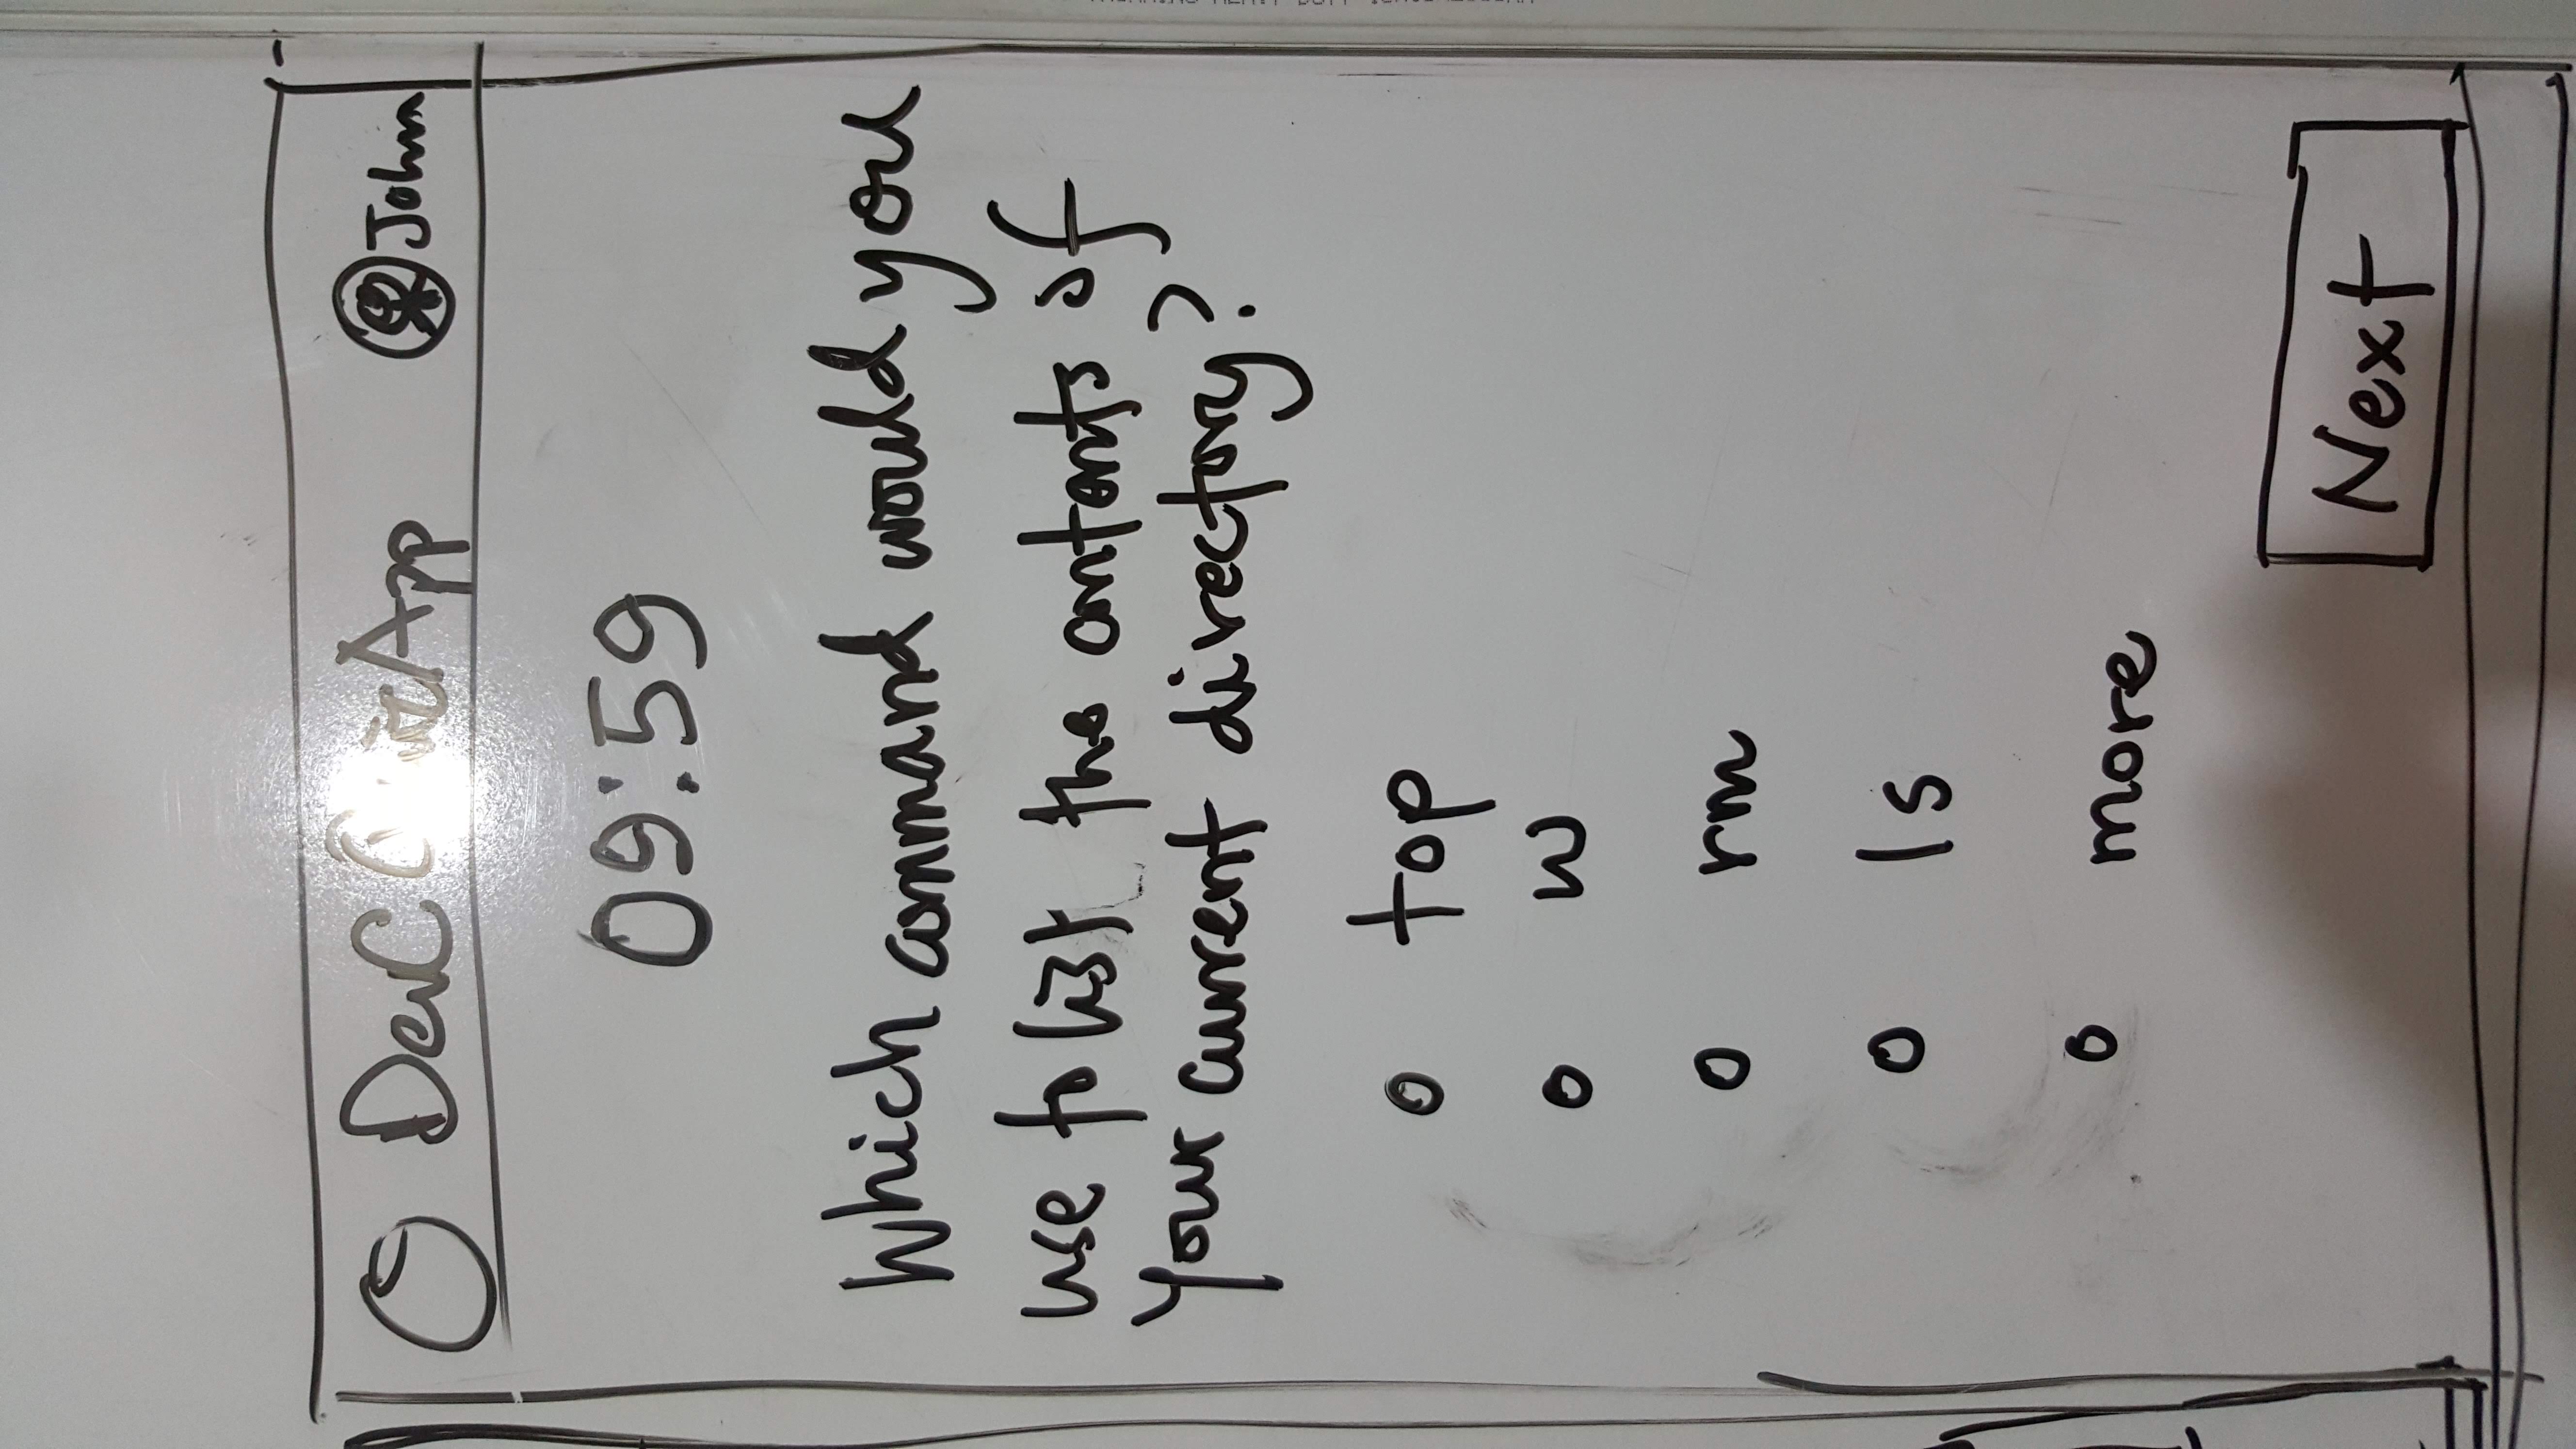 DevC Quiz App John
09:59
Which command would you
use to list the contents of
your current directory?
top
w
rm
ls
more
Next